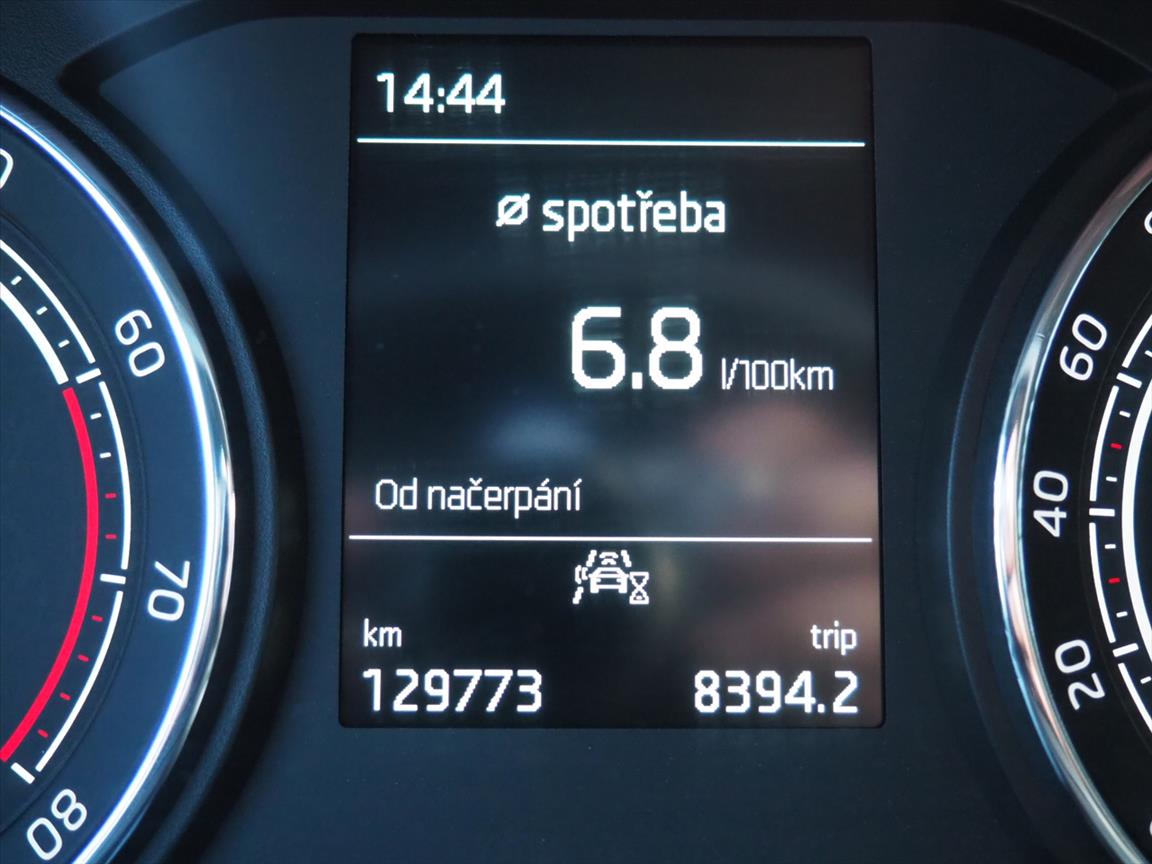 14:44
ø spotřeba
6.8 l/100km
Od načerpání
km trip
129773 8394.2
60
70
80
60
40
20